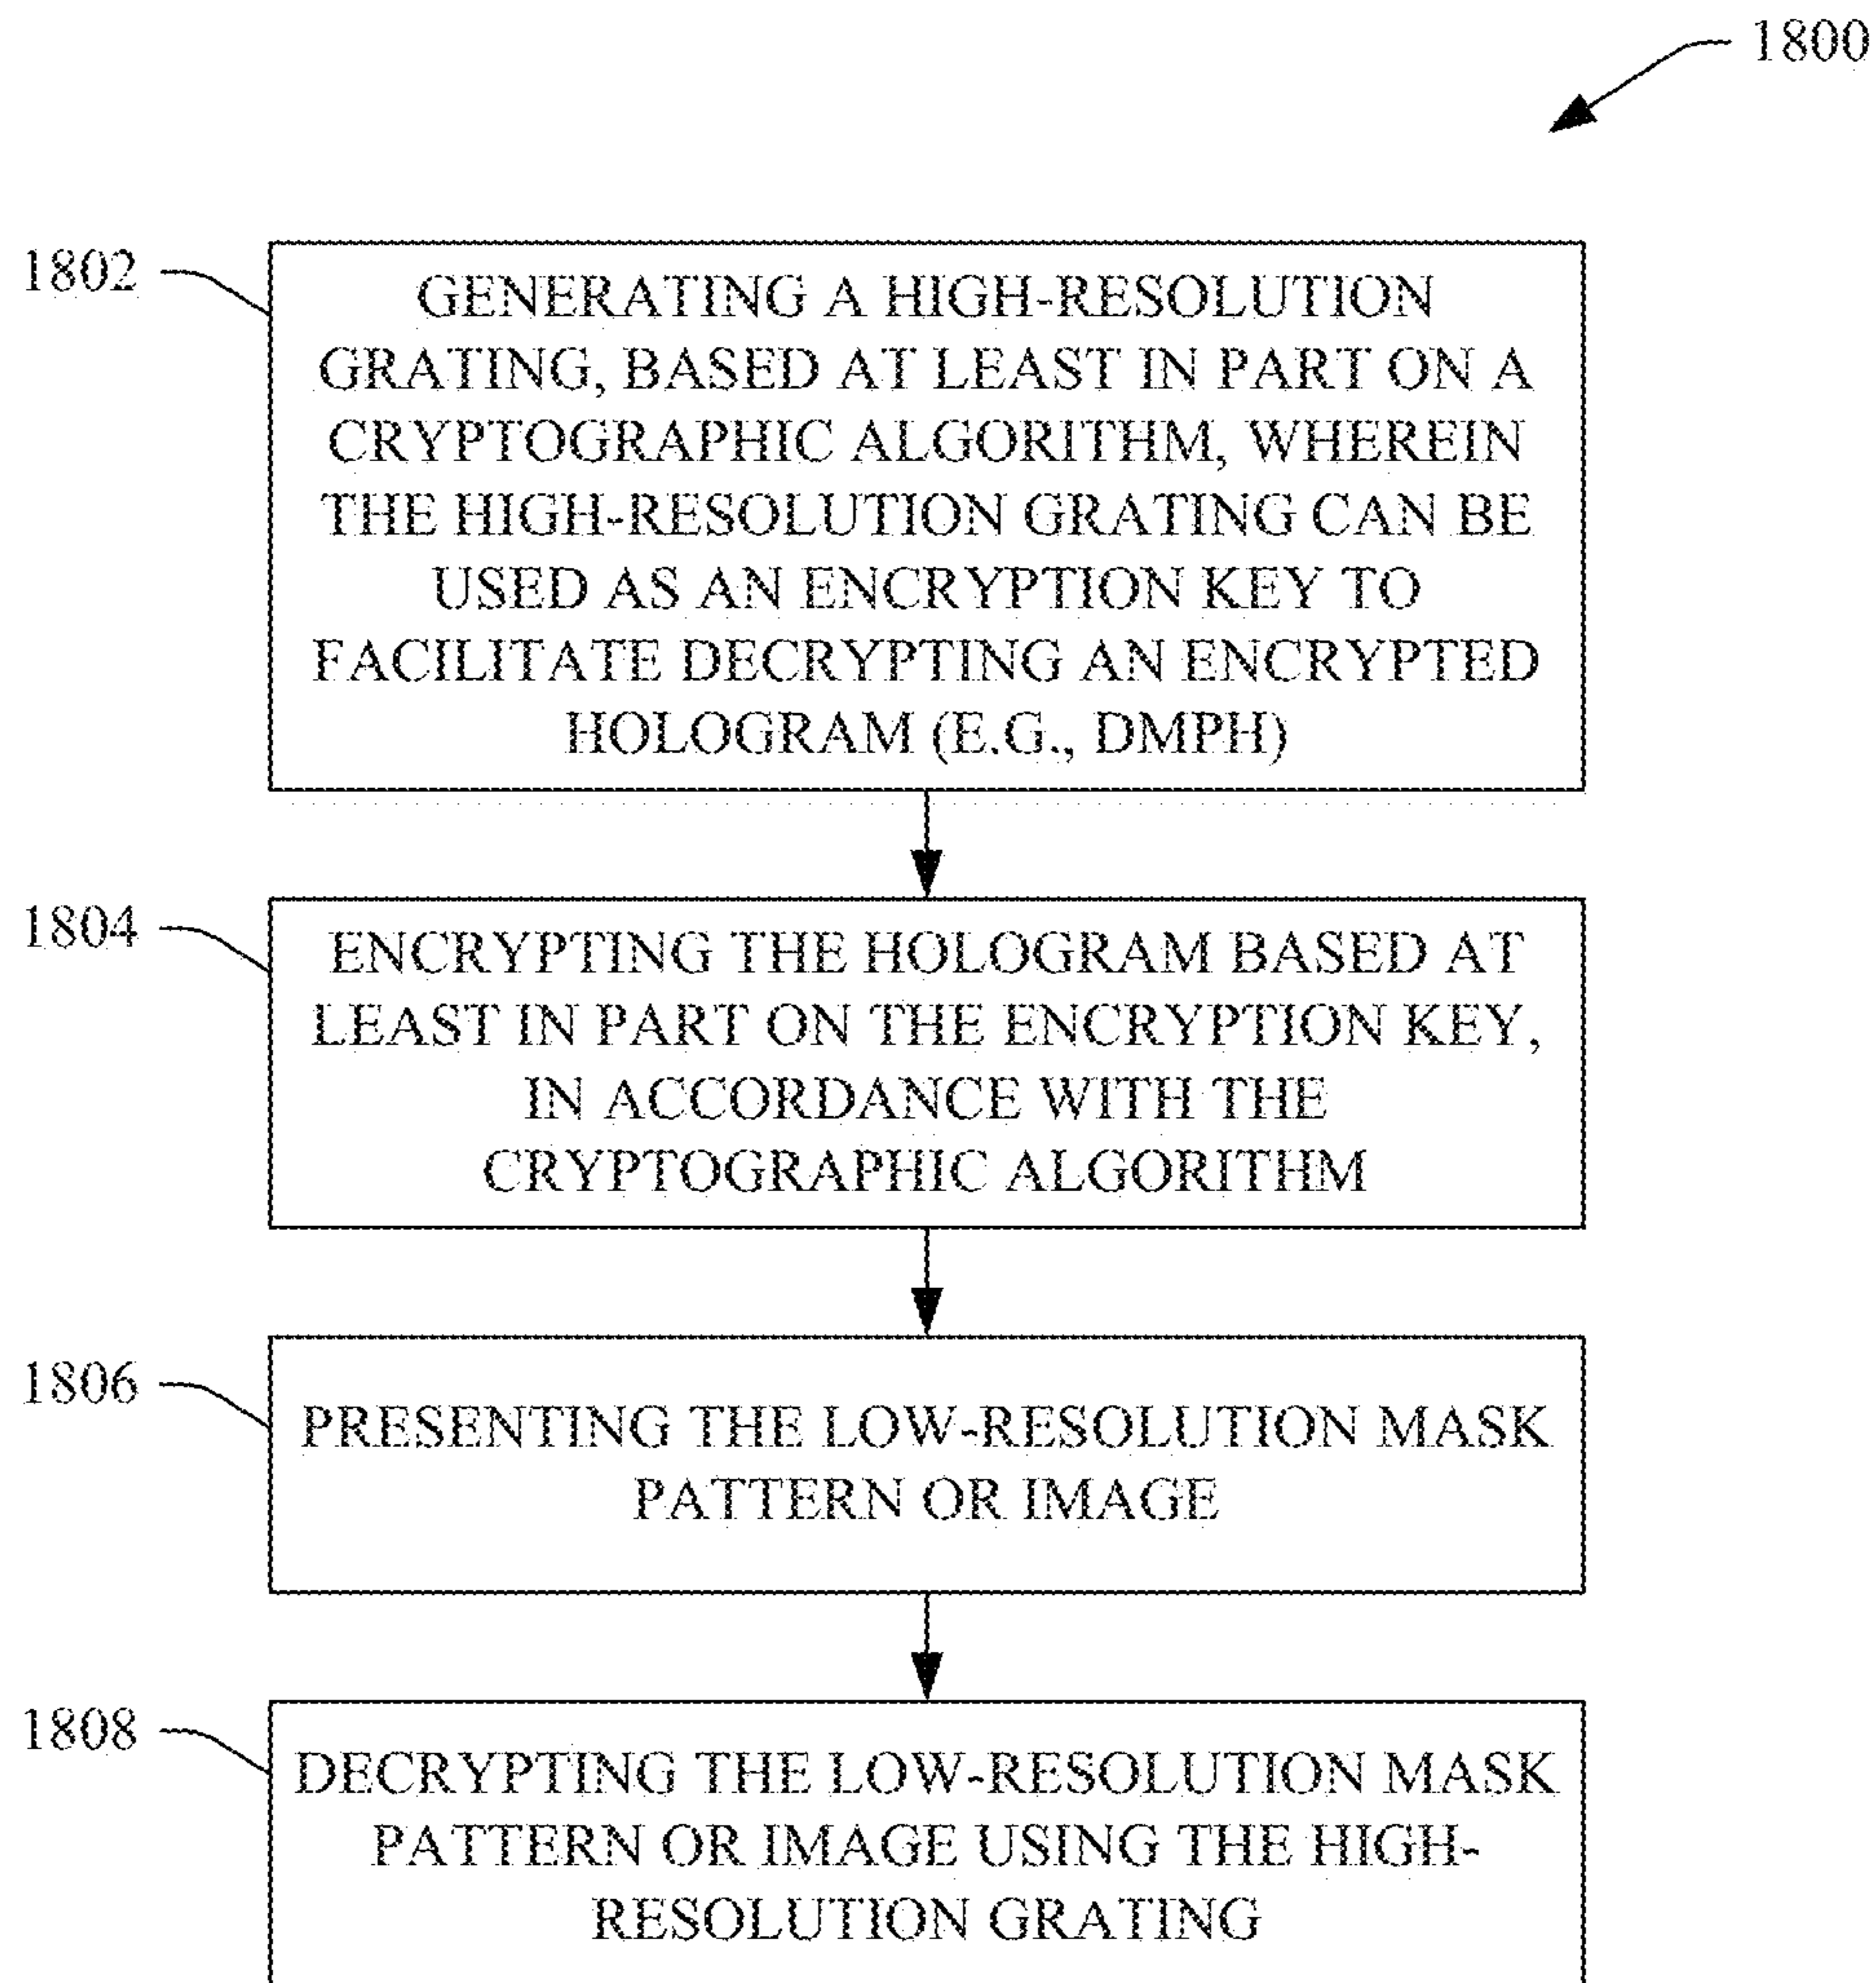 1800
1802
GENERATING A HIGH-RESOLUTION
GRATING, BASED AT LEAST IN PART ON A
CRYPTOGRAPHIC ALGORITHM, WHEREIN
THE HIGH-RESOLUTION GRATING CAN BE
USED AS AN ENCRYPTION KEY TO
FACILITATE DECRYPTING AN ENCRYPTED
HOLOGRAM (E.G., DMPH)
1804
ENCRYPTING THE HOLOGRAM BASED AT
LEAST IN PART ON THE ENCRYPTION KEY,
IN ACCORDANCE WITH THE
CRYPTOGRAPHIC ALGORITHM
1806
PRESENTING THE LOW-RESOLUTION MASK
PATTERN OR IMAGE
1808
DECRYPTING THE LOW-RESOLUTION MASK
PATTERN OR IMAGE USING THE HIGH-
RESOLUTION GRATING